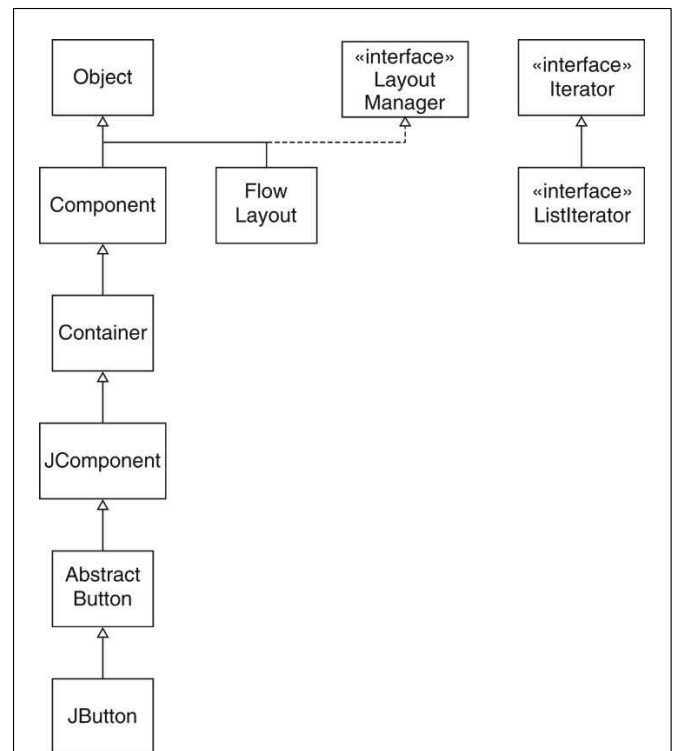 Object
«interface»
Layout
Manager
«interface»
Iterator
Component
Flow
Layout
«interface»
ListIterator
Container
JComponent
Abstract
Button
JButton